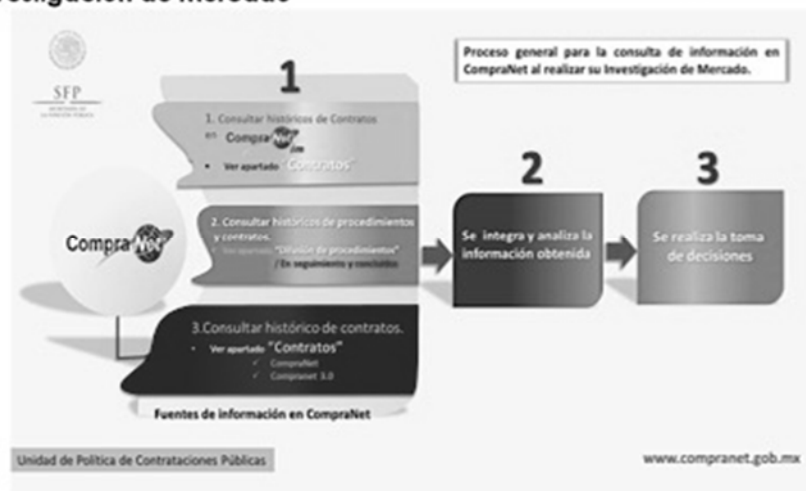 SFP
1
1. Consultar históricos de Contratos
en CompraNet
• Ver apartado "Contratos"
2. Consultar históricos de procedimientos
y contratos.
Ver apartado "Difusión de procedimientos"
/ En seguimiento y concluidos
CompraNet
3.Consultar histórico de contratos.
• Ver apartado "Contratos"
✓ CompraNet
✓ Compranet 3.0
Fuentes de información en CompraNet
Proceso general para la consulta de información en
CompraNet al realizar su Investigación de Mercado.
2
Se integra y analiza la
información obtenida
3
Se realiza la toma
de decisiones
Unidad de Política de Contrataciones Públicas
www.compranet.gob.mx